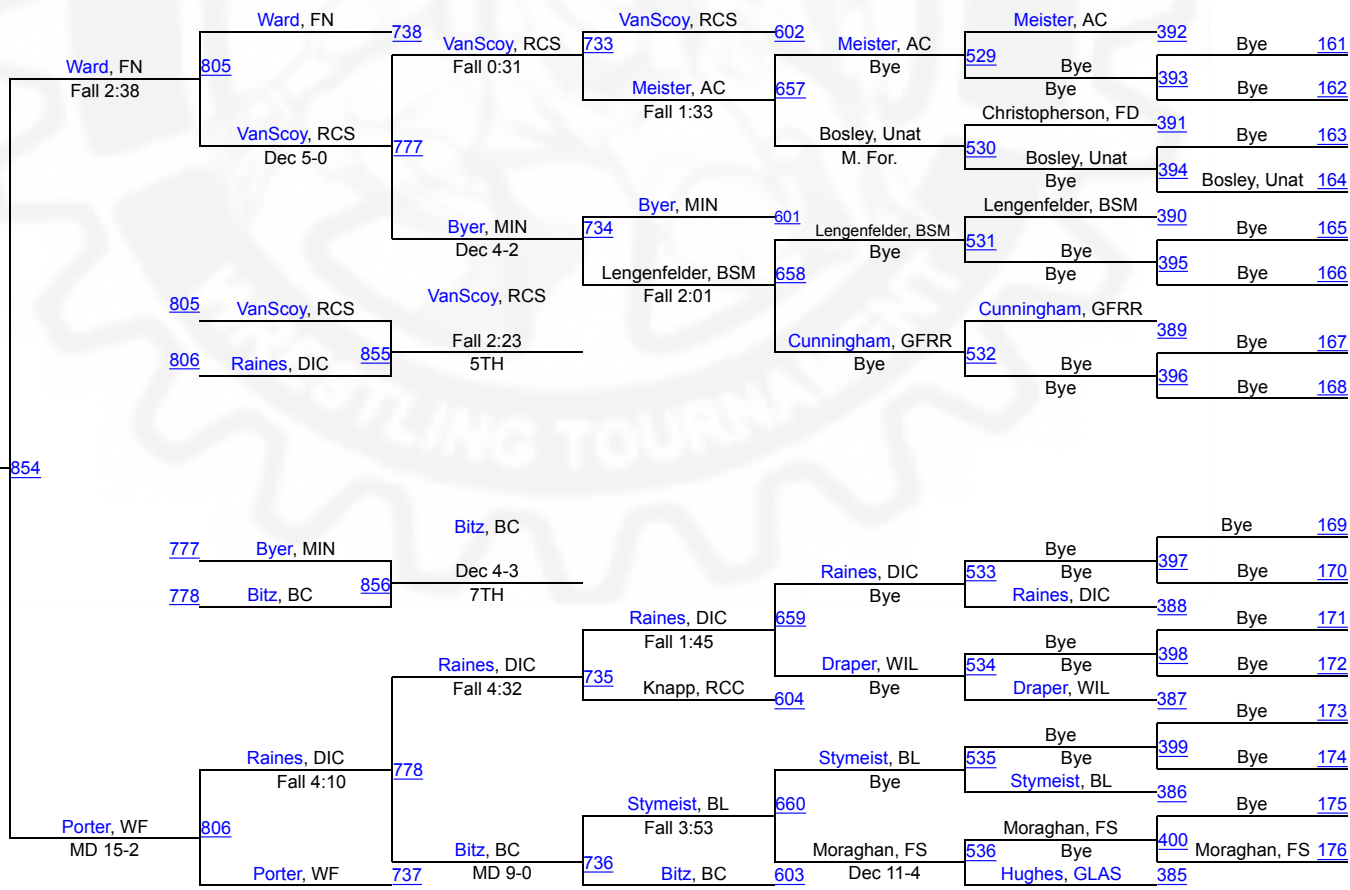 Ward, FN
738
VanScoy, RCS
602
Meister, AC
392
Bye 161
VanScoy, RCS
733
Fall 0:31
Meister, AC
Bye
529
Bye
Bye
393
Bye 162
Ward, FN
Fall 2:38
805
Meister, AC
Fall 1:33
657
Christopherson, FD
391
Bye 163
VanScoy, RCS
Dec 5-0
777
Bosley, Unat
M. For.
530
Bosley, Unat
Bye
394
Bosley, Unat 164
Byer, MIN
601
Lengenfelder, BSM
390
Bye 165
Byer, MIN
Dec 4-2
734
Lengenfelder, BSM
Bye
531
Bye
Bye
395
Bye 166
Lengenfelder, BSM
Fall 2:01
658
805
VanScoy, RCS
VanScoy, RCS
Cunningham, GFRR
389
Bye 167
806
Raines, DIC
855
Fall 2:23
5TH
Cunningham, GFRR
Bye
532
Bye
Bye
396
Bye 168
WRESTLING TOURNAMENT
854
Bitz, BC
Bye 169
777
Byer, MIN
Bye
Bye
397
Bye 170
778
Bitz, BC
856
Dec 4-3
7TH
Raines, DIC
Bye
533
Raines, DIC
388
Bye 171
Raines, DIC
Fall 1:45
659
Bye
Bye
398
Bye 172
Raines, DIC
Fall 4:32
735
Draper, WIL
Bye
534
Draper, WIL
387
Bye 173
Knapp, RCC
604
Bye
Bye
399
Bye 174
Raines, DIC
Fall 4:10
778
Stymeist, BL
Bye
535
Stymeist, BL
386
Bye 175
Stymeist, BL
Fall 3:53
660
Porter, WF
MD 15-2
806
Moraghan, FS
Bye
400
Moraghan, FS 176
Bitz, BC
MD 9-0
736
Moraghan, FS
Dec 11-4
536
Porter, WF
737
Bitz, BC
603
Hughes, GLAS
385